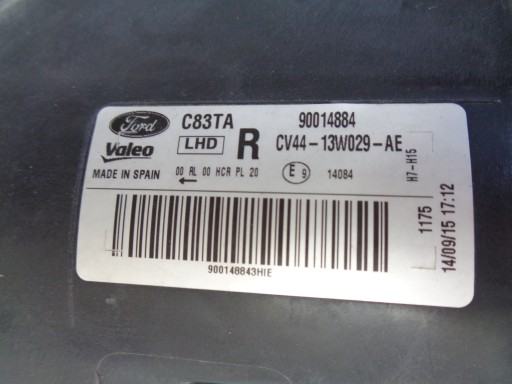 Ford
C83TA
90014884
Valeo
LHD
R
CV44-13W029-AE
MADE IN SPAIN
00 RL 00 HCR PL 20
←
E 9
14084
H7-H15
900148843HIE
1175
14/09/15 17:12